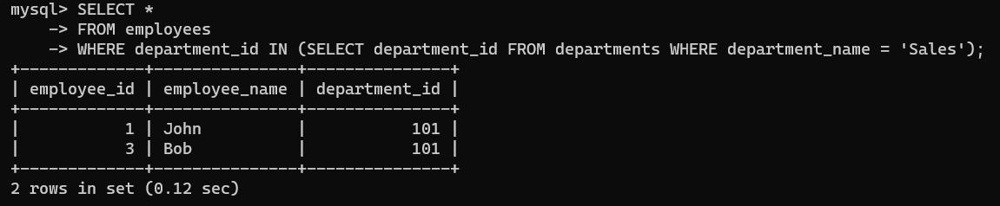 mysql> SELECT *
    -> FROM employees
    -> WHERE department_id IN (SELECT department_id FROM departments WHERE department_name = 'Sales');
+-------------+---------------+---------------+
| employee_id | employee_name | department_id |
+-------------+---------------+---------------+
|           1 | John          |           101 |
|           3 | Bob           |           101 |
+-------------+---------------+---------------+
2 rows in set (0.12 sec)